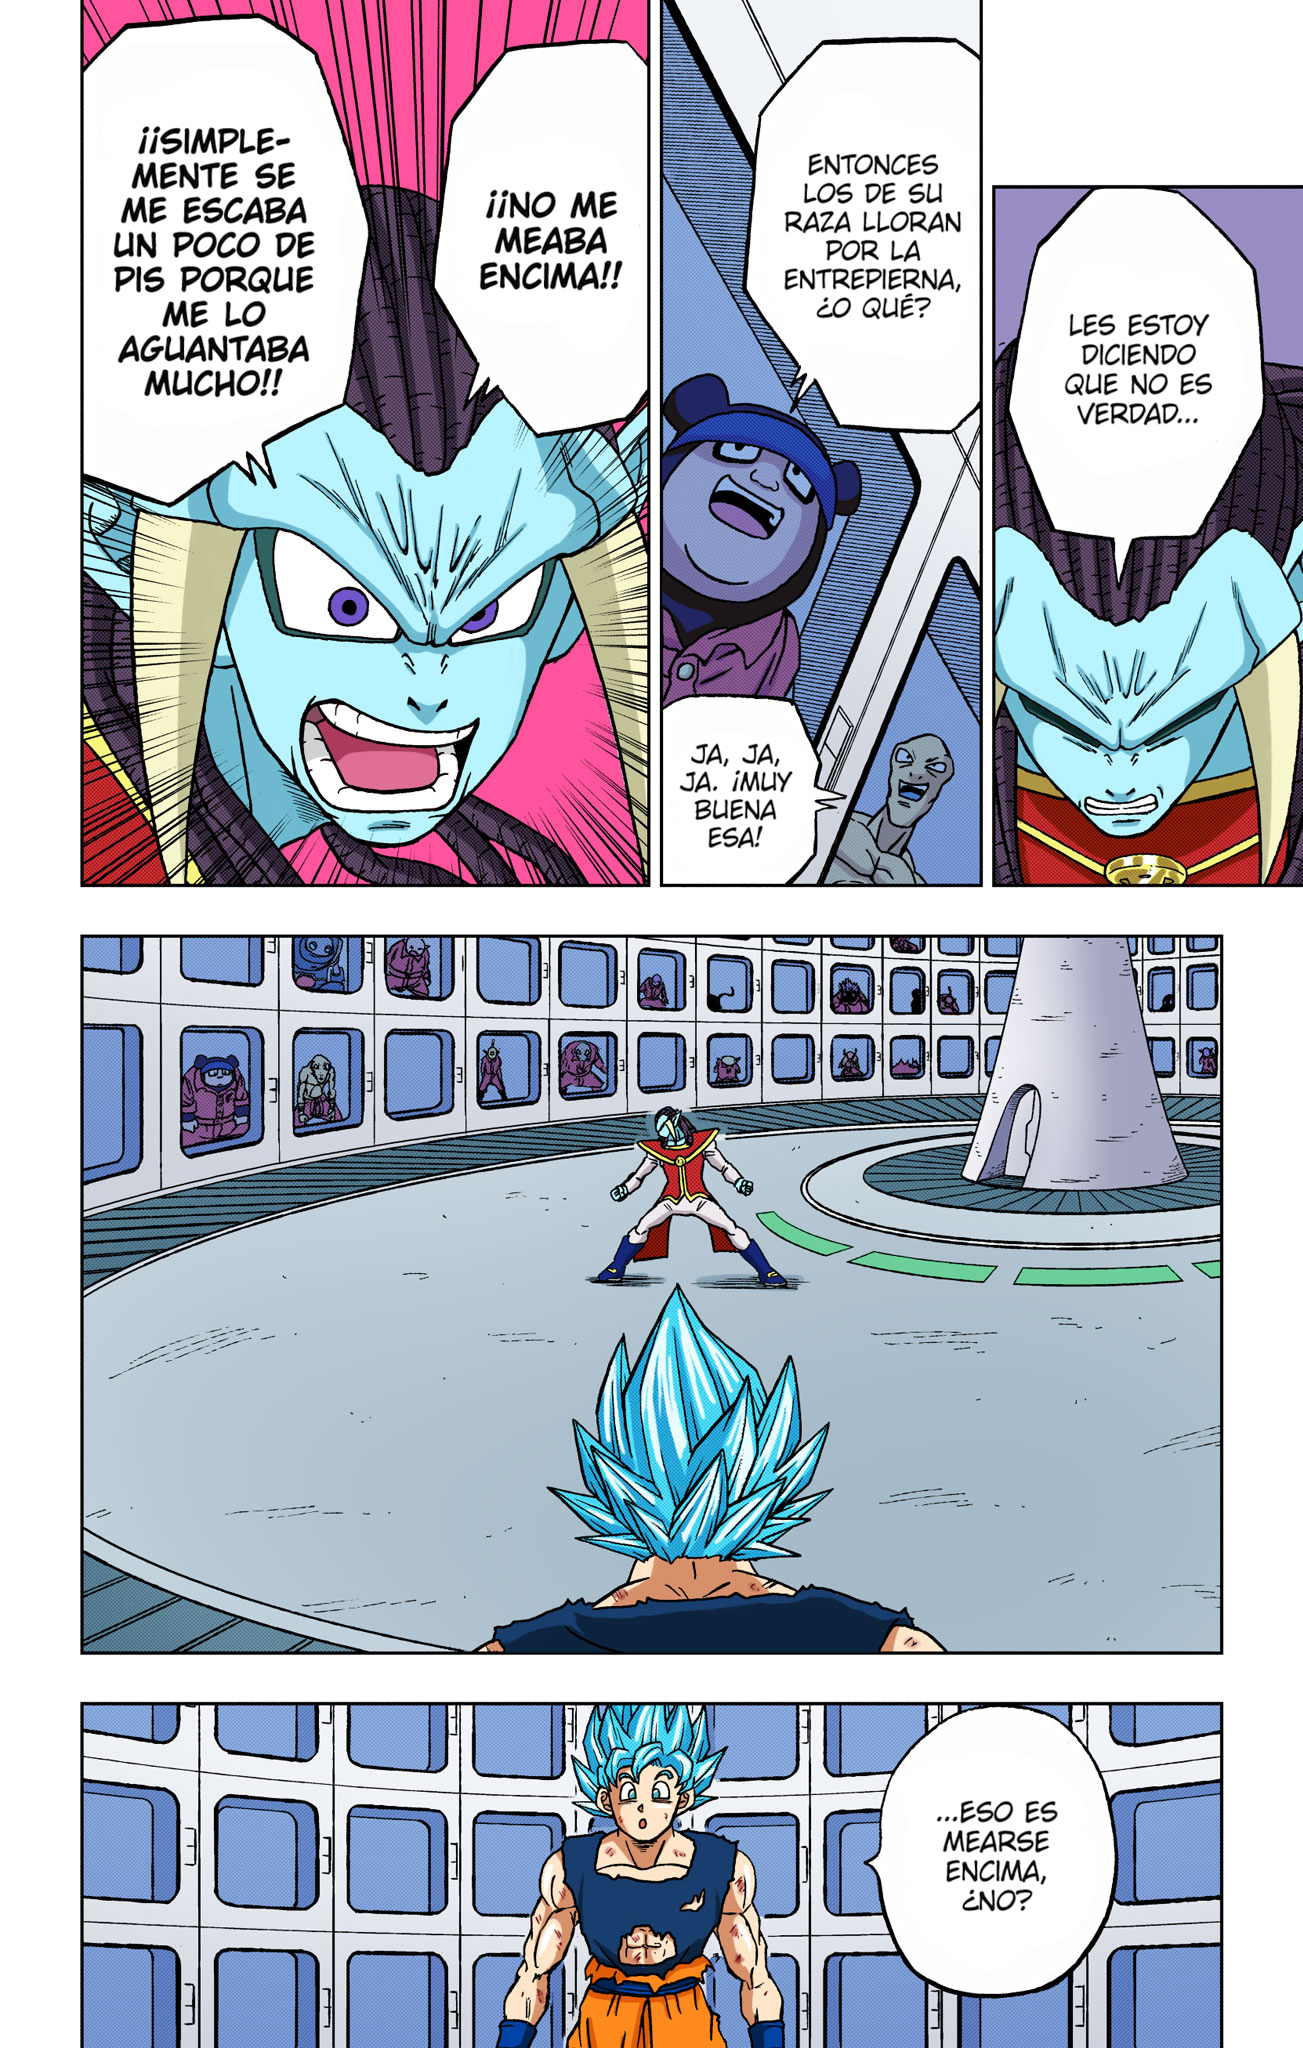 LES ESTOY
DICIENDO
QUE NO ES
VERDAD...
ENTONCES
LOS DE SU
RAZA LLORAN
POR LA
ENTREPIERNA,
¿O QUÉ?
JA, JA,
JA. ¡MUY
BUENA
ESA!
¡¡NO ME
MEABA
ENCIMA!!
¡¡SIMPLE-
MENTE SE
ME ESCABA
UN POCO DE
PIS PORQUE
ME LO
AGUANTABA
MUCHO!!
...ESO ES
MEARSE
ENCIMA,
¿NO?